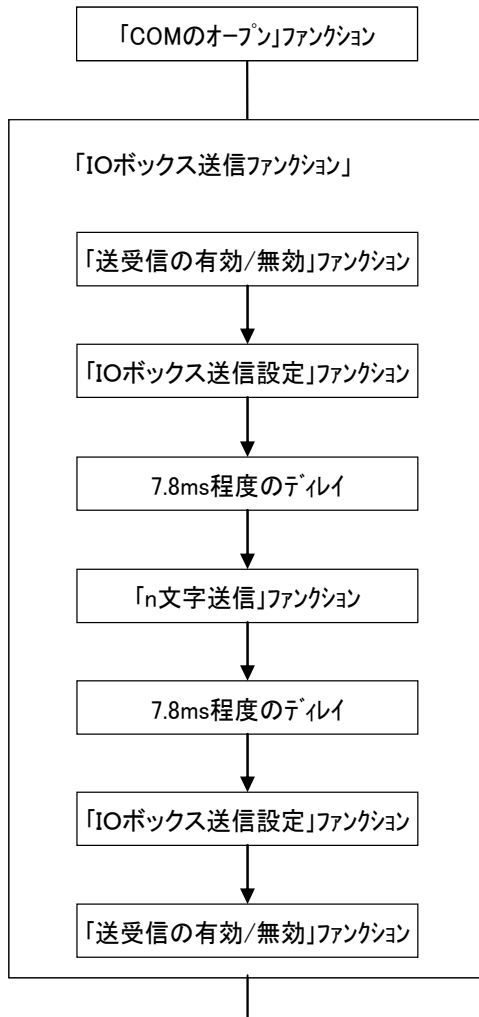 「COMのオープン」ファンクション
「IOボックス送信ファンクション」
「送受信の有効/無効」ファンクション
「IOボックス送信設定」ファンクション
7.8ms程度のディレイ
「n文字送信」ファンクション
7.8ms程度のディレイ
「IOボックス送信設定」ファンクション
「送受信の有効/無効」ファンクション